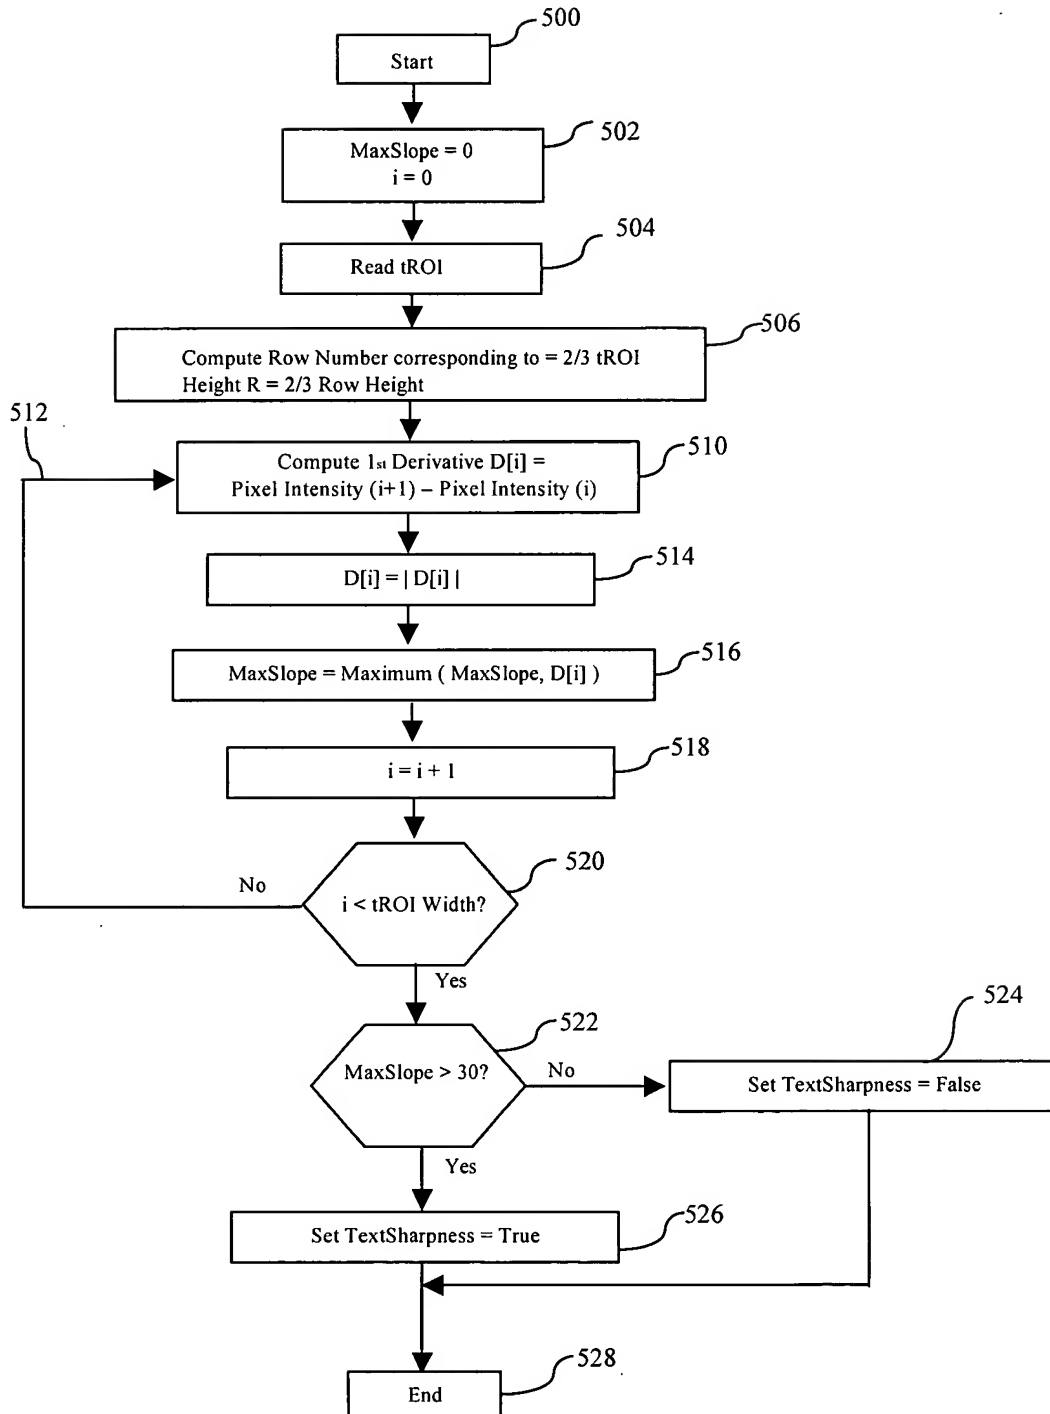 500
Start
502
MaxSlope = 0
i = 0
504
Read tROI
506
Compute Row Number corresponding to = 2/3 tROI
Height R = 2/3 Row Height
512
510
Compute 1st Derivative D[i] =
Pixel Intensity (i+1) – Pixel Intensity (i)
514
D[i] = | D[i] |
516
MaxSlope = Maximum ( MaxSlope, D[i] )
518
i = i + 1
520
No
i < tROI Width?
Yes
522
524
MaxSlope > 30?
No
Set TextSharpness = False
Yes
526
Set TextSharpness = True
528
End